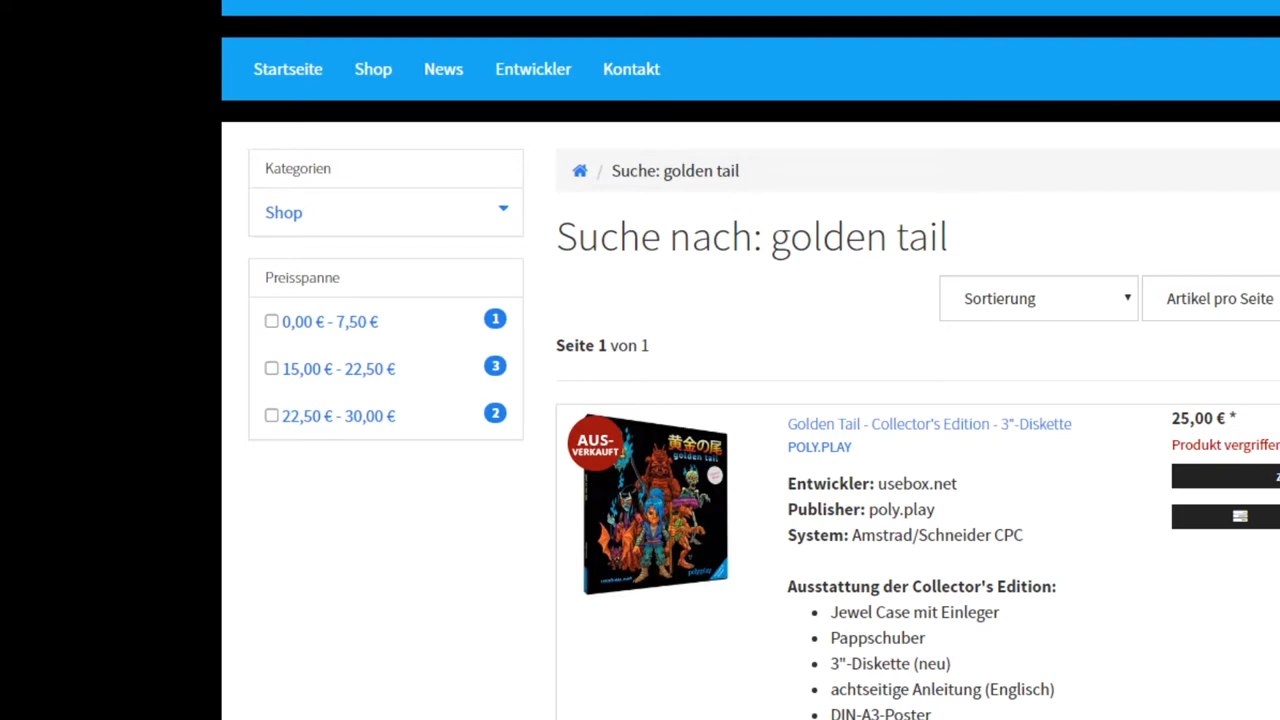 Startseite Shop News Entwickler Kontakt
Kategorien
Shop
Preisspanne
0,00 € - 7,50 € 1
15,00 € - 22,50 € 3
22,50 € - 30,00 € 2
/ Suche: golden tail
Suche nach: golden tail
Sortierung Artikel pro Seite
Seite 1 von 1
AUS-
VERKAUFT
黄金の尾
golden tail
polyplay
Golden Tail - Collector's Edition - 3"-Diskette
POLY.PLAY
Entwickler: usebox.net
Publisher: poly.play
System: Amstrad/Schneider CPC
Ausstattung der Collector's Edition:
• Jewel Case mit Einleger
• Pappschuber
• 3"-Diskette (neu)
• achtseitige Anleitung (Englisch)
• DIN-A3-Poster
25,00 € *
Produkt vergriffen